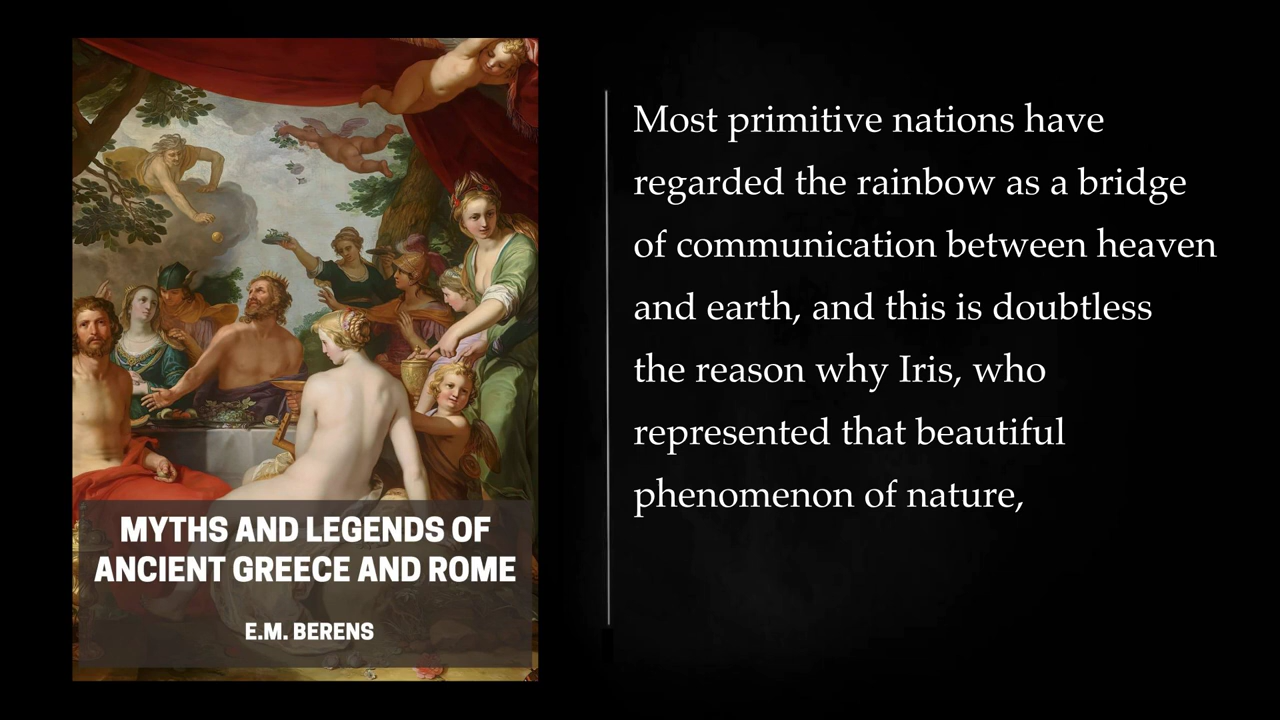 MYTHS AND LEGENDS OF
ANCIENT GREECE AND ROME
E.M. BERENS
Most primitive nations have
regarded the rainbow as a bridge
of communication between heaven
and earth, and this is doubtless
the reason why Iris, who
represented that beautiful
phenomenon of nature,